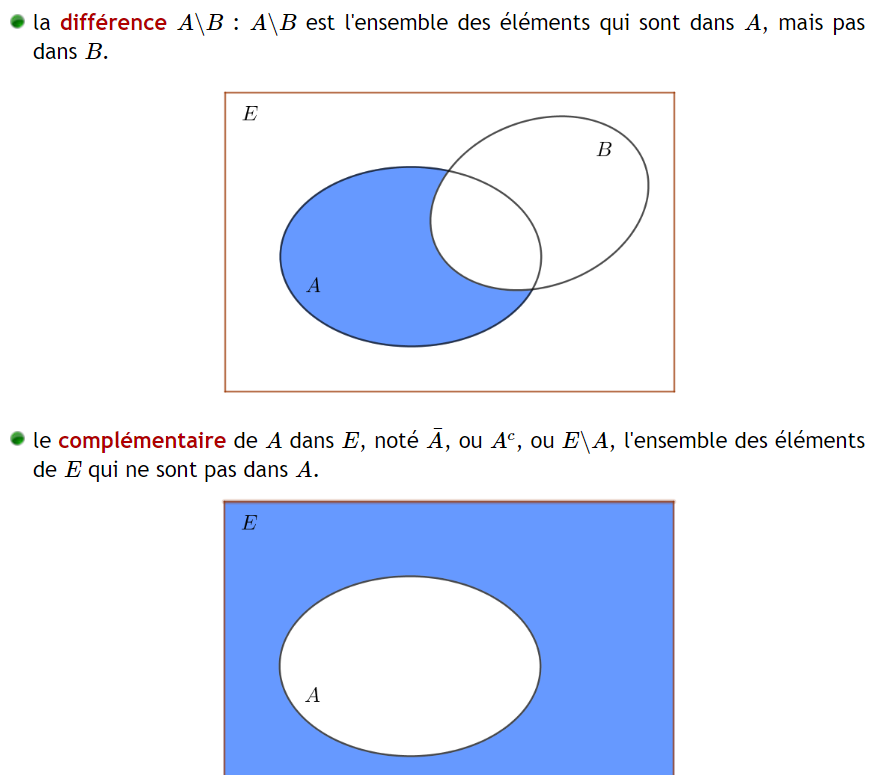 la différence A\B : A\B est l'ensemble des éléments qui sont dans A, mais pas
dans B.
E
B
A
le complémentaire de A dans E, noté Ā, ou Aᶜ, ou E\A, l'ensemble des éléments
de E qui ne sont pas dans A.
E
A